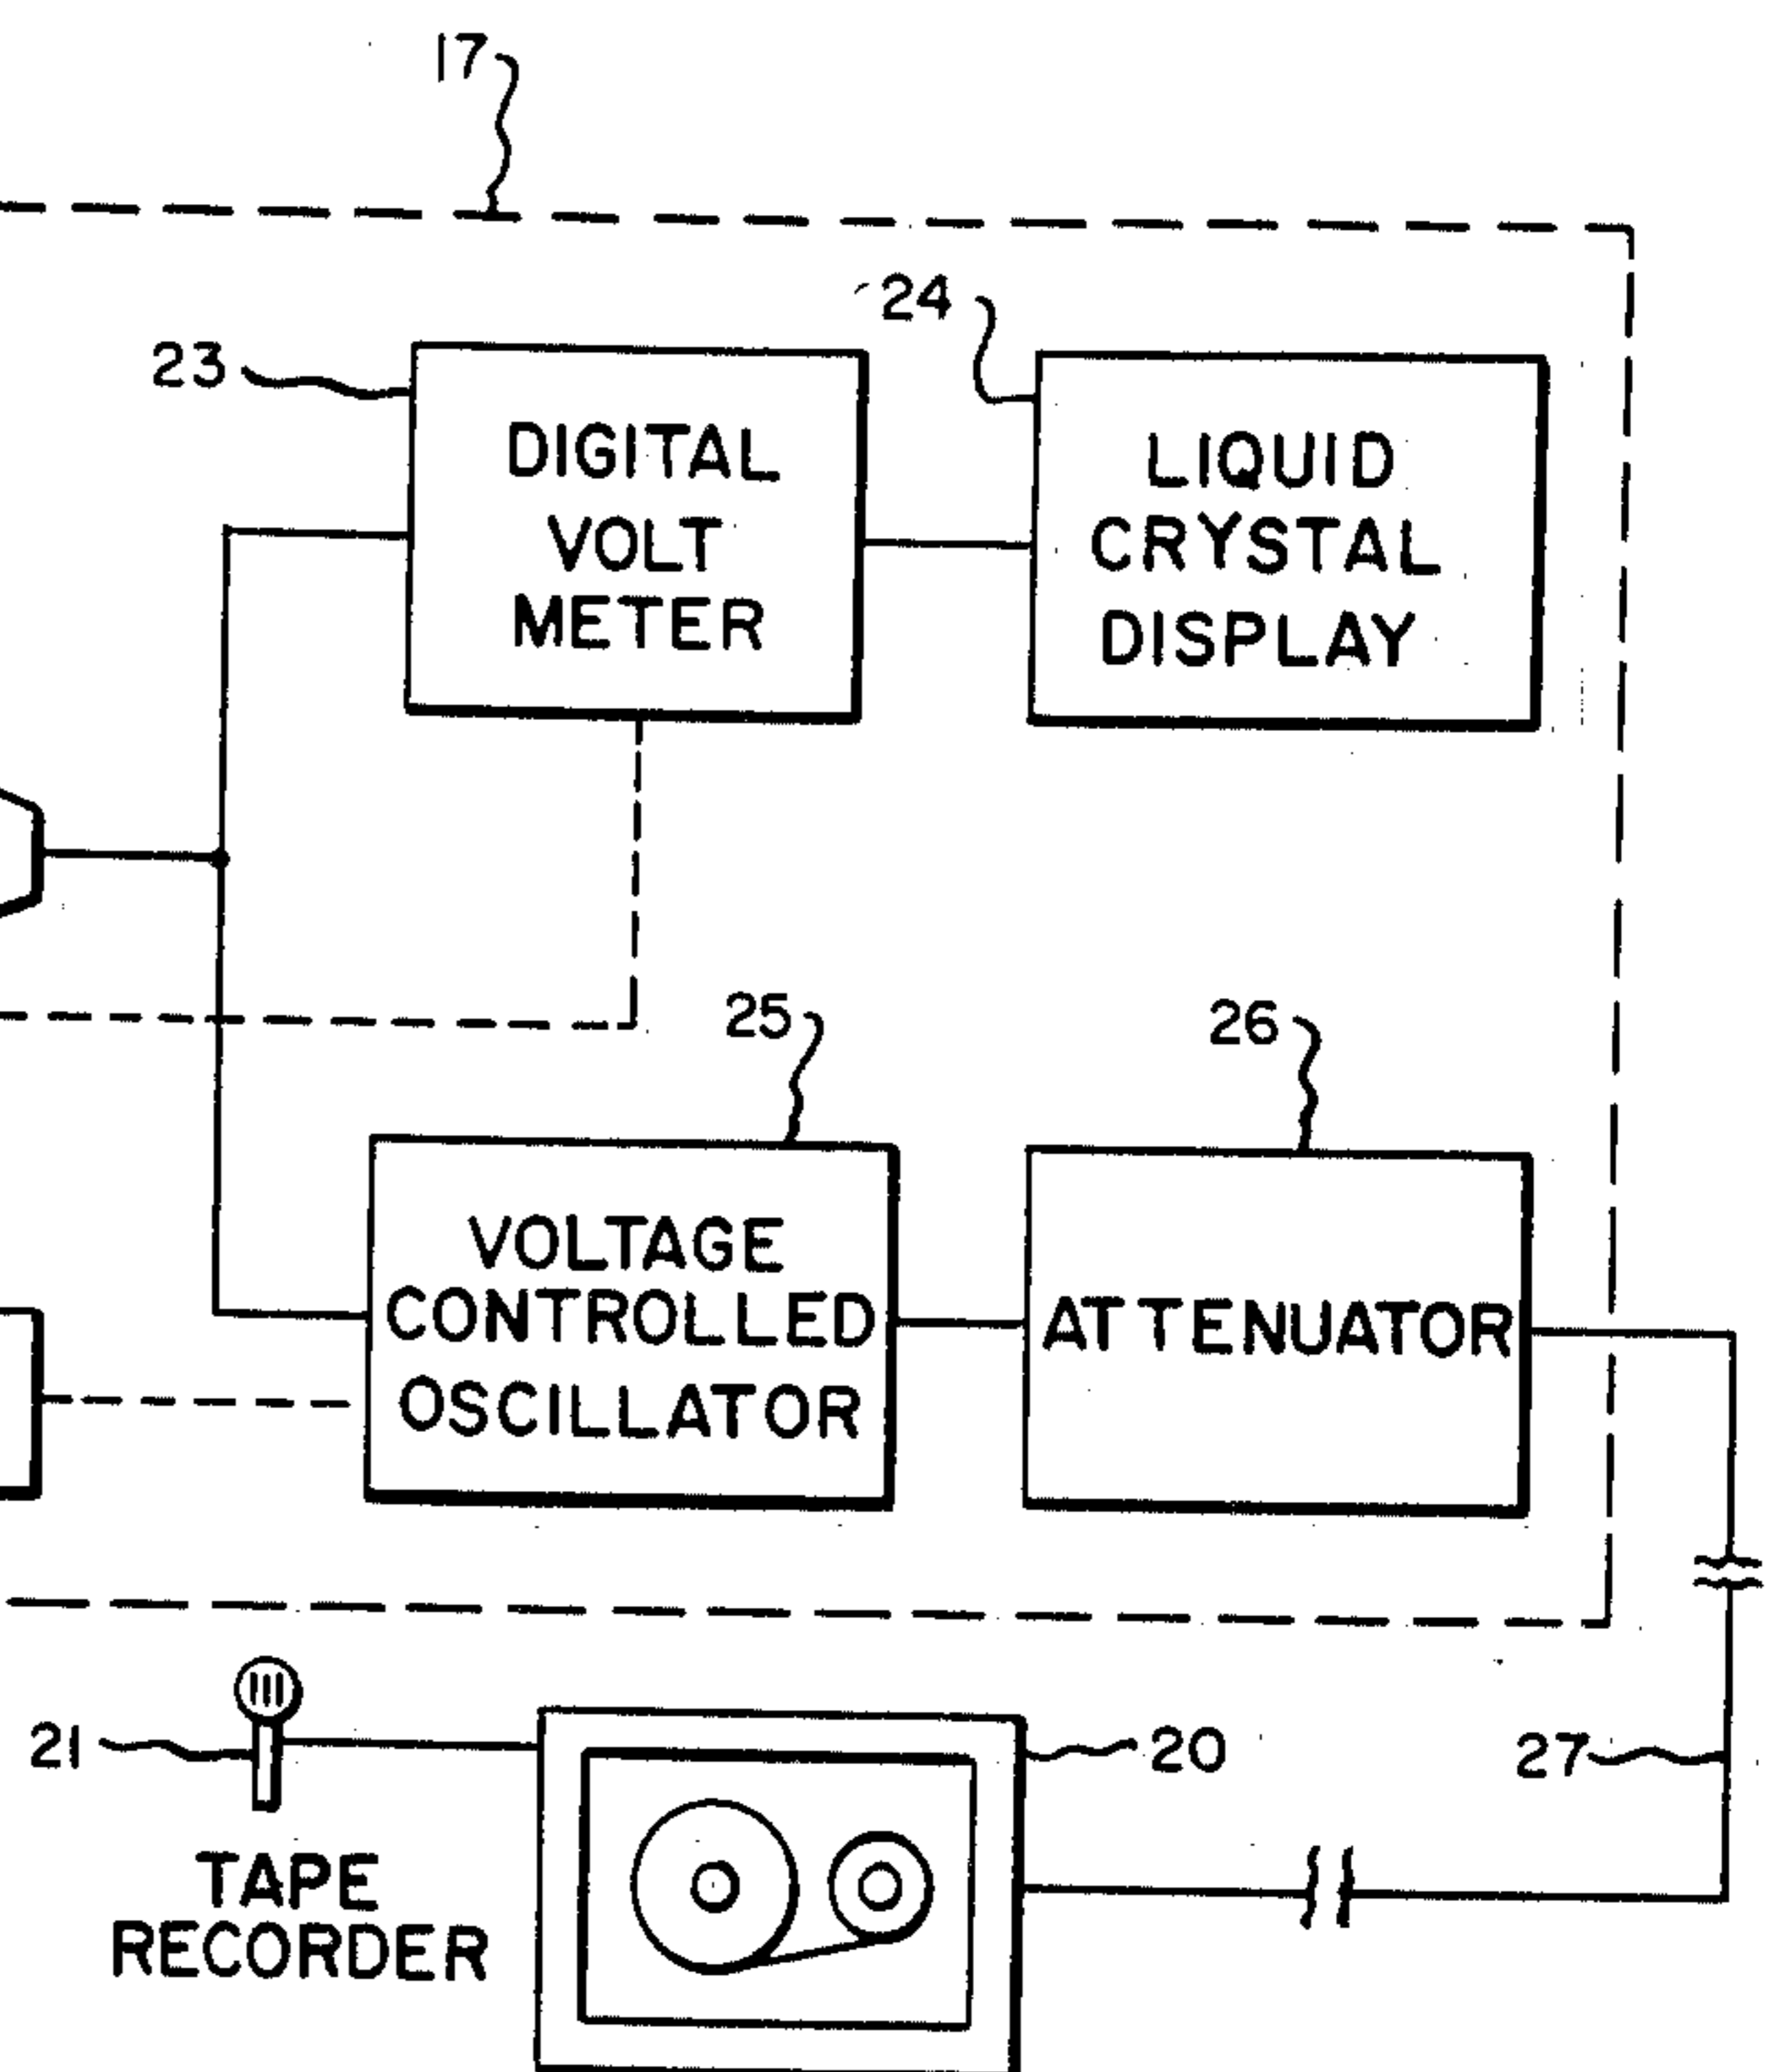 17
24
23
DIGITAL
VOLT
METER
LIQUID
CRYSTAL
DISPLAY
25
26
VOLTAGE
CONTROLLED
OSCILLATOR
ATTENUATOR
21
20
27
TAPE
RECORDER